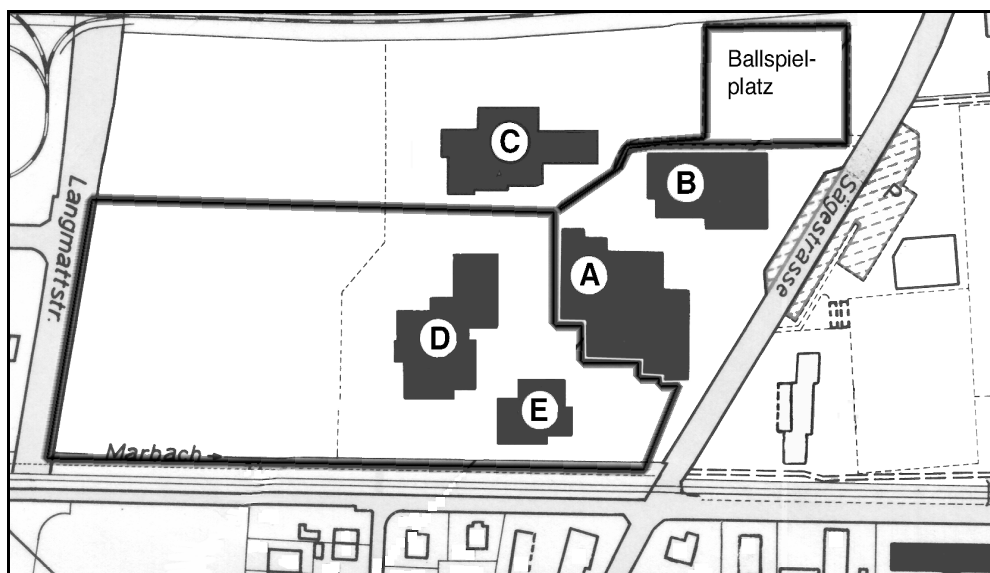 Ballspiel-
platz
C
B
Langmattstr.
Sägestrasse
P
A
D
E
Marbach